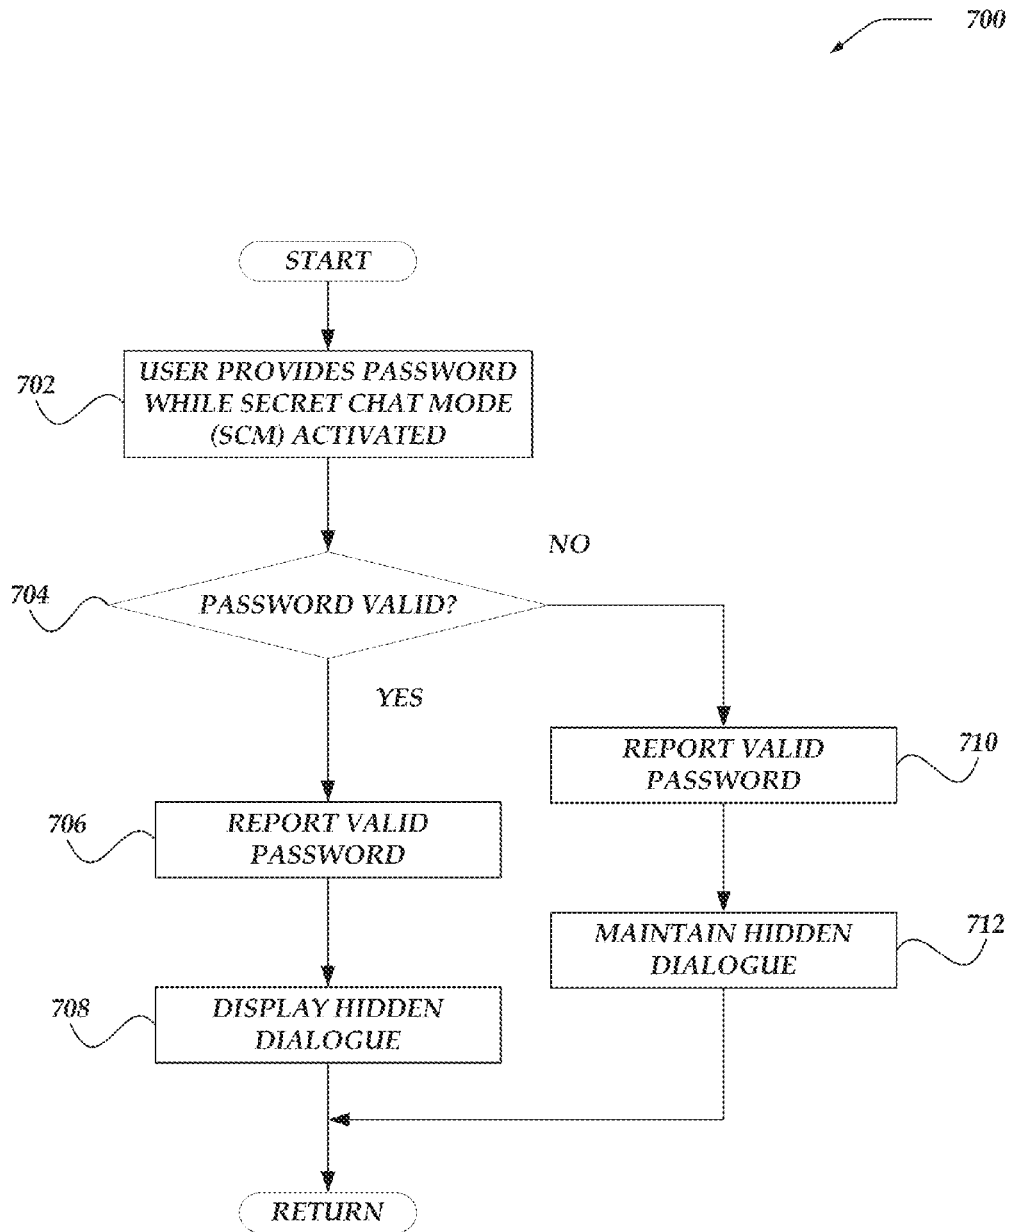 700
START
702
USER PROVIDES PASSWORD
WHILE SECRET CHAT MODE
(SCM) ACTIVATED
NO
704
PASSWORD VALID?
YES
REPORT VALID
PASSWORD
710
706
REPORT VALID
PASSWORD
MAINTAIN HIDDEN
DIALOGUE
712
708
DISPLAY HIDDEN
DIALOGUE
RETURN